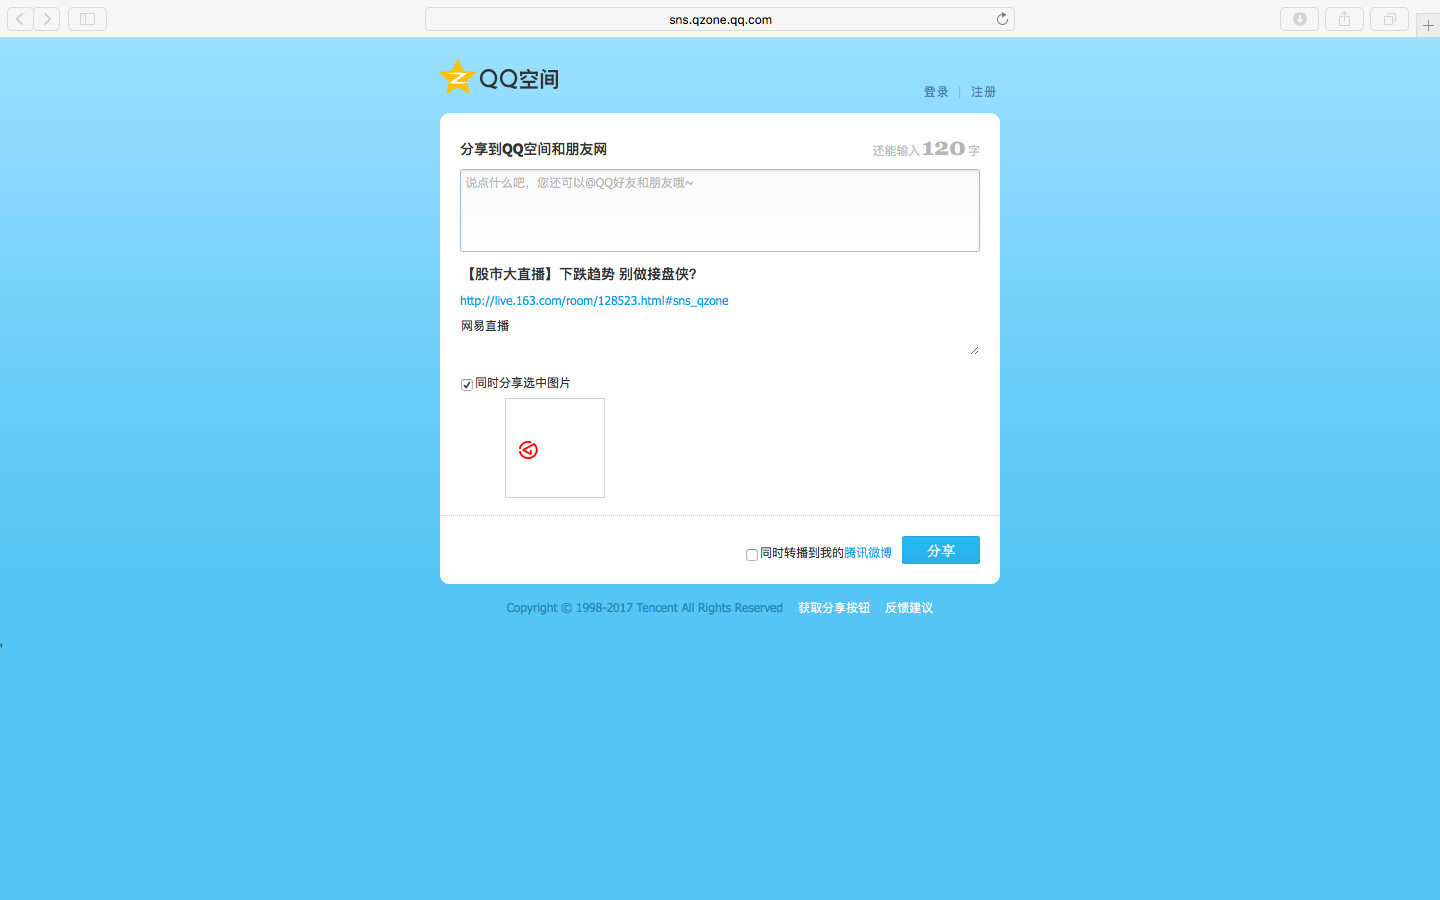 sns.qzone.qq.com
QQ空间
登录 | 注册
分享到QQ空间和朋友网
还能输入120字
说点什么吧，您还可以@QQ好友和朋友哦~
【股市大直播】下跌趋势 别做接盘侠?
http://live.163.com/room/128523.html#sns_qzone
网易直播
同时分享选中图片
同时转播到我的腾讯微博
分享
Copyright © 1998-2017 Tencent All Rights Reserved 获取分享按钮 反馈建议
'